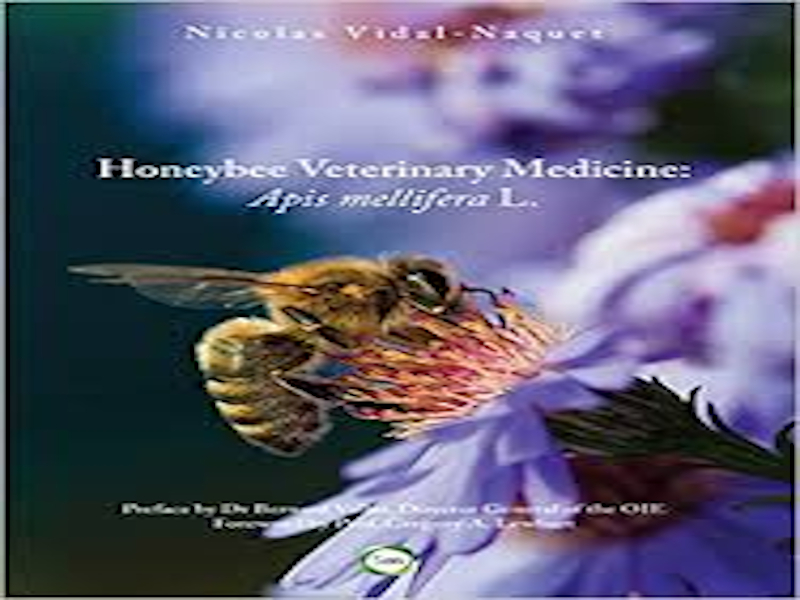 Nicolas Vidal-Naquet
Honeybee Veterinary Medicine:
Apis mellifera L.
Preface by Dr Bernard Vallat, Director General of the OIE
Foreword by Prof. Gregory A. Lewbart
5m